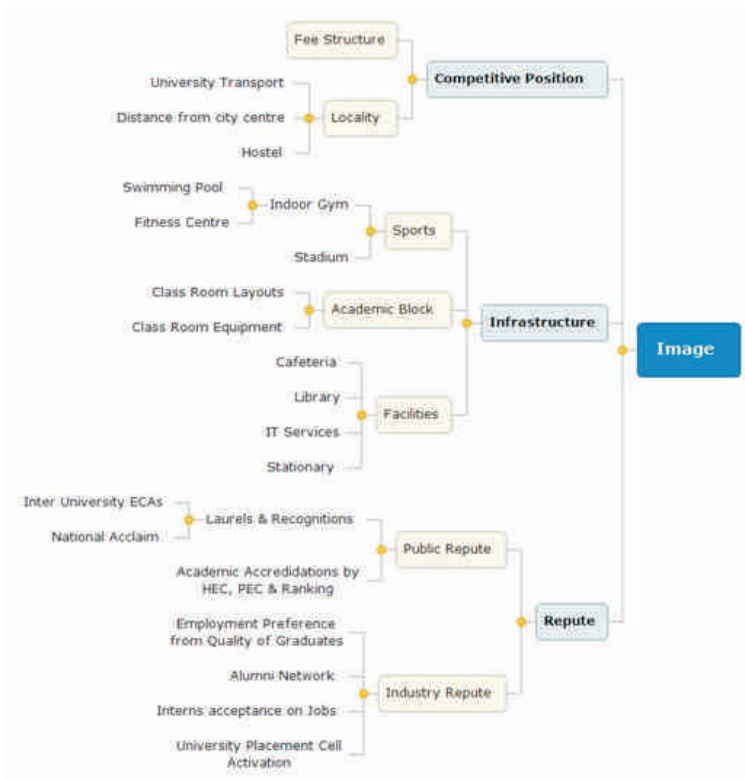 Fee Structure
Competitive Position
University Transport
Distance from city centre
Locality
Hostel
Swimming Pool
Indoor Gym
Fitness Centre
Sports
Stadium
Class Room Layouts
Academic Block
Class Room Equipment
Infrastructure
Image
Cafeteria
Library
Facilities
IT Services
Stationary
Inter University ECAs
Laurels & Recognitions
National Acclaim
Public Repute
Academic Accredidations by
HEC, PEC & Ranking
Repute
Employment Preference
from Quality of Graduates
Alumni Network
Industry Repute
Interns acceptance on Jobs
University Placement Cell
Activation